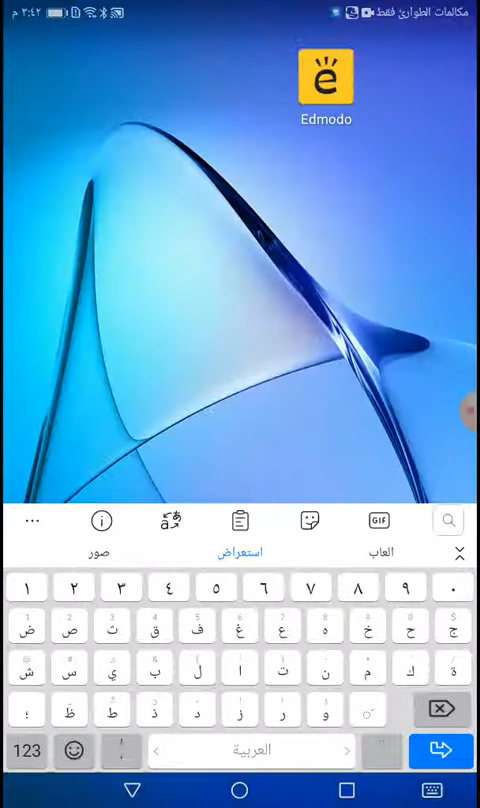 مكالمات الطوارئ فقط
٣:٤٢ م
e
Edmodo
GIF
العاب
استعراض
صور
١ ٢ ٣ ٤ ٥ ٦ ٧ ٨ ٩ ٠
ض ص ث ق ف غ ع ه خ ح ج
ش س ي ب ل ا ت ن م ك ة
ظ ط ذ د ز ر و
123
العربية